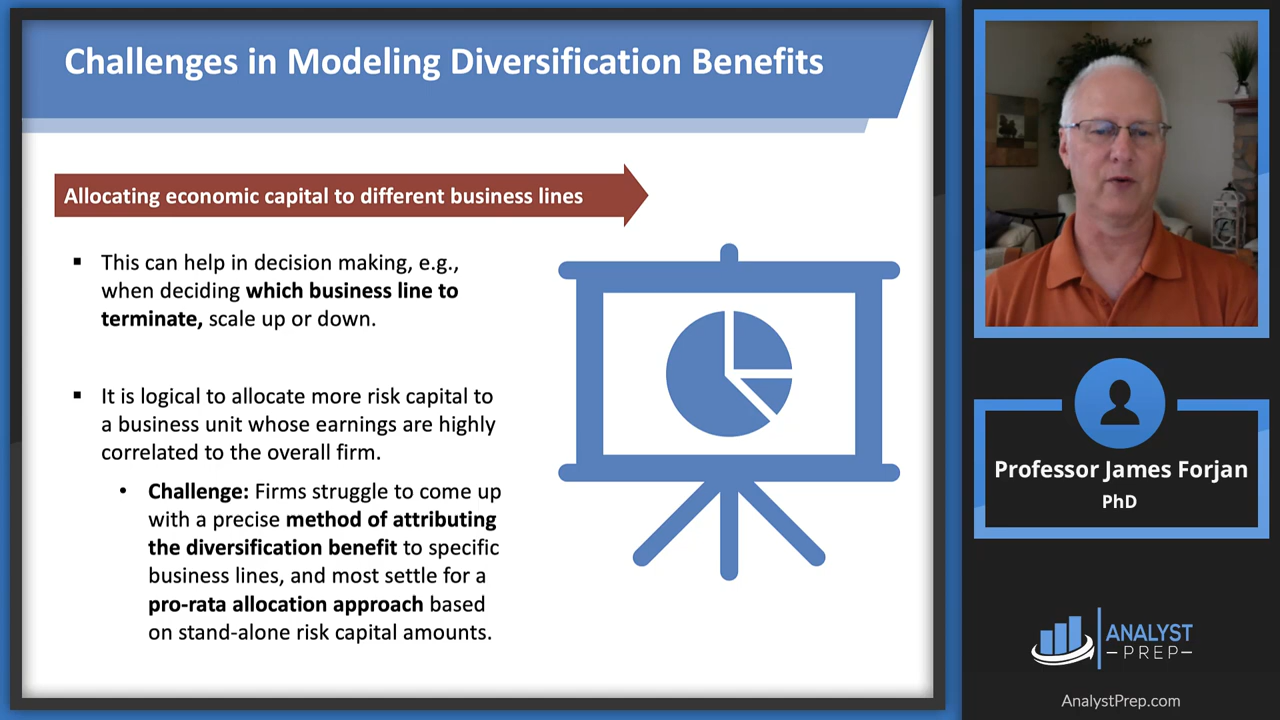 Challenges in Modeling Diversification Benefits
Allocating economic capital to different business lines
▪ This can help in decision making, e.g.,
when deciding which business line to
terminate, scale up or down.
▪ It is logical to allocate more risk capital to
a business unit whose earnings are highly
correlated to the overall firm.
• Challenge: Firms struggle to come up
with a precise method of attributing
the diversification benefit to specific
business lines, and most settle for a
pro-rata allocation approach based
on stand-alone risk capital amounts.
Professor James Forjan
PhD
ANALYST
–PREP–
AnalystPrep.com